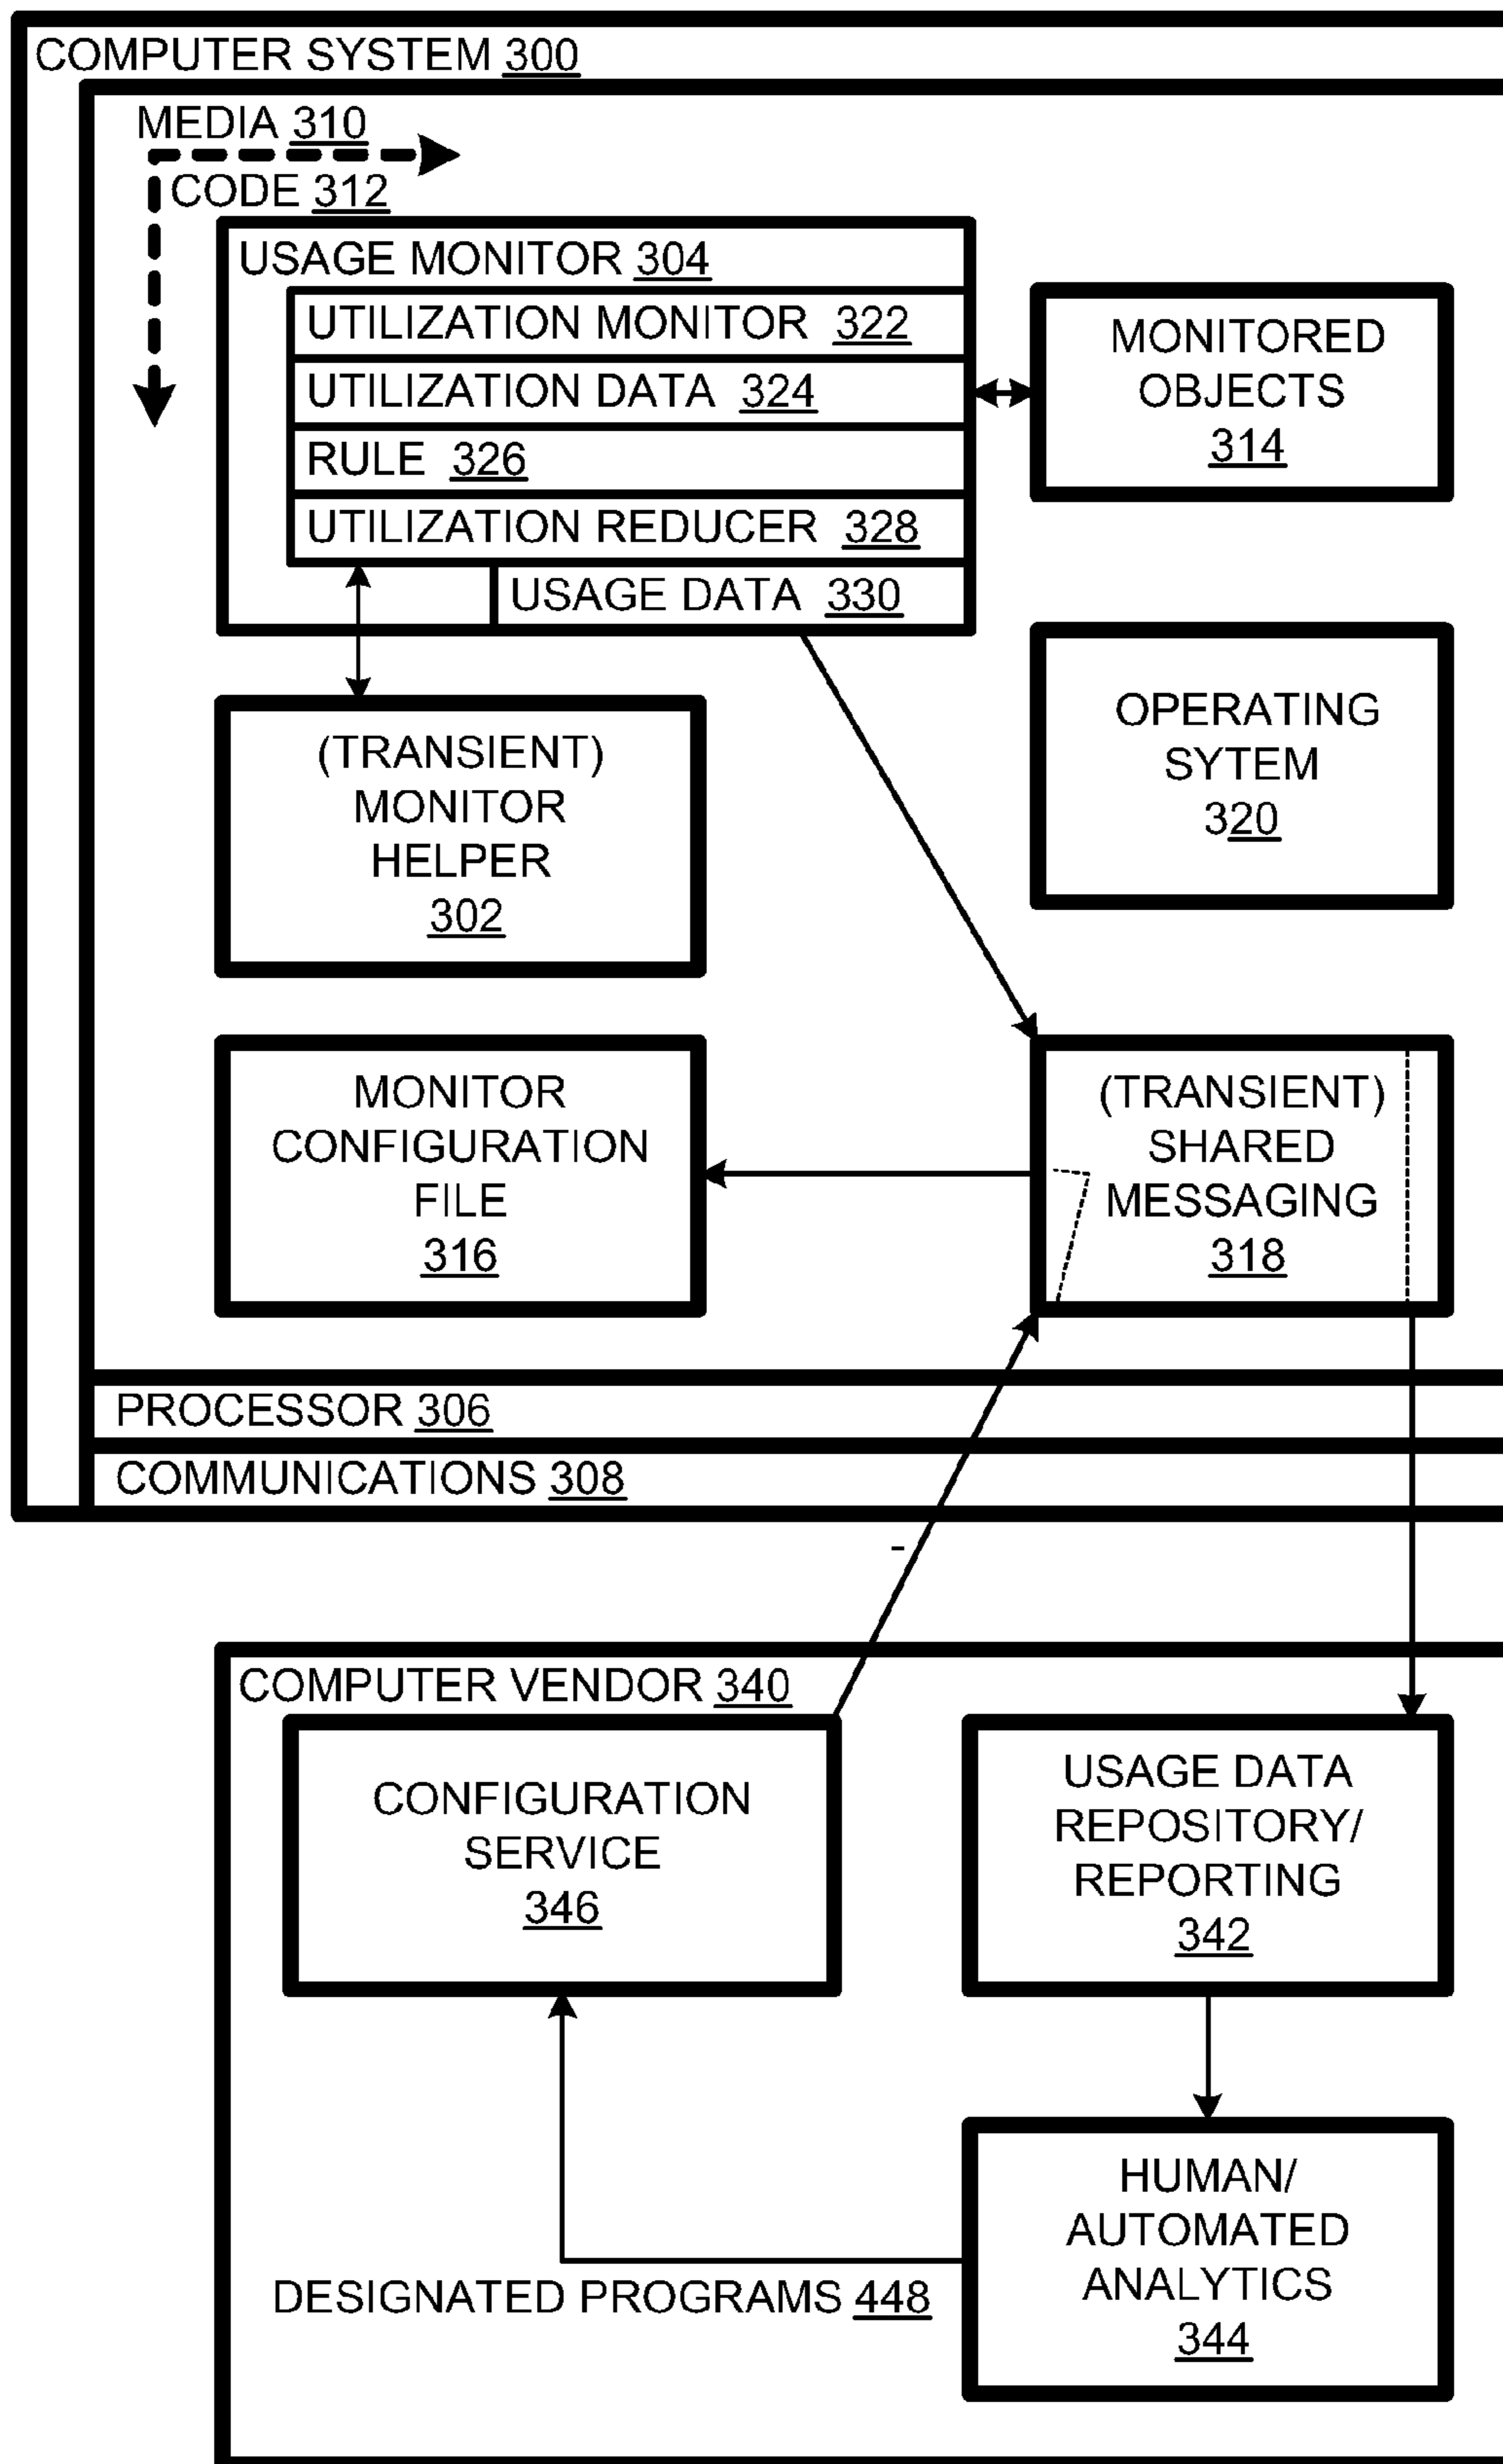 COMPUTER SYSTEM 300
MEDIA 310
CODE 312
USAGE MONITOR 304
UTILIZATION MONITOR 322
UTILIZATION DATA 324
RULE 326
UTILIZATION REDUCER 328
USAGE DATA 330
MONITORED
OBJECTS
314
OPERATING
SYTEM
320
(TRANSIENT)
MONITOR
HELPER
302
MONITOR
CONFIGURATION
FILE
316
(TRANSIENT)
SHARED
MESSAGING
318
PROCESSOR 306
COMMUNICATIONS 308
-
COMPUTER VENDOR 340
CONFIGURATION
SERVICE
346
USAGE DATA
REPOSITORY/
REPORTING
342
HUMAN/
AUTOMATED
ANALYTICS
344
DESIGNATED PROGRAMS 448